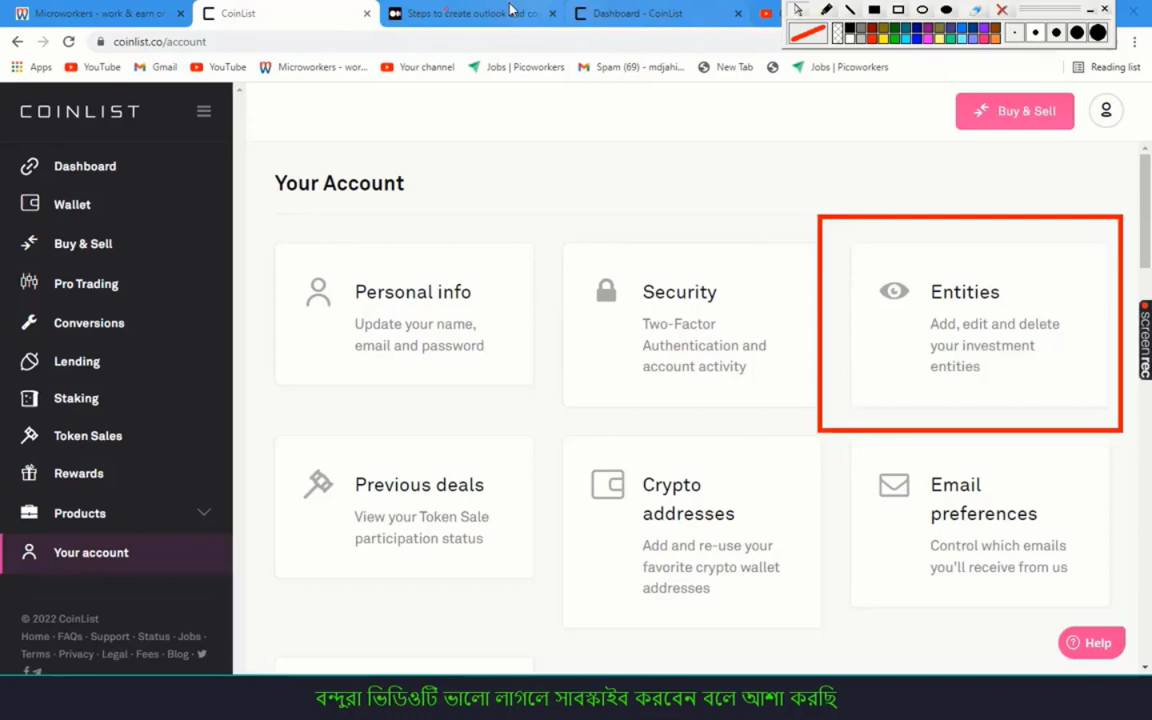 Microworkers - work & earn or
CoinList
Steps to create outlook and co
Dashboard - CoinList
coinlist.co/account
Apps
YouTube
Gmail
YouTube
Microworkers - wor...
Your channel
Jobs | Picoworkers
Spam (69) - mdjahi...
New Tab
Jobs | Picoworkers
Reading list
COINLIST
Buy & Sell
Dashboard
Wallet
Buy & Sell
Pro Trading
Conversions
Lending
Staking
Token Sales
Rewards
Products
Your account
© 2022 CoinList
Home · FAQs · Support · Status · Jobs ·
Terms · Privacy · Legal · Fees · Blog ·
Your Account
Personal info
Update your name,
email and password
Security
Two-Factor
Authentication and
account activity
Entities
Add, edit and delete
your investment
entities
Previous deals
View your Token Sale
participation status
Crypto
addresses
Add and re-use your
favorite crypto wallet
addresses
Email
preferences
Control which emails
you'll receive from us
Help
screenrec
বন্দুরা ভিডিওটি ভালো লাগলে সাবস্কাইব করবেন বলে আশা করছি